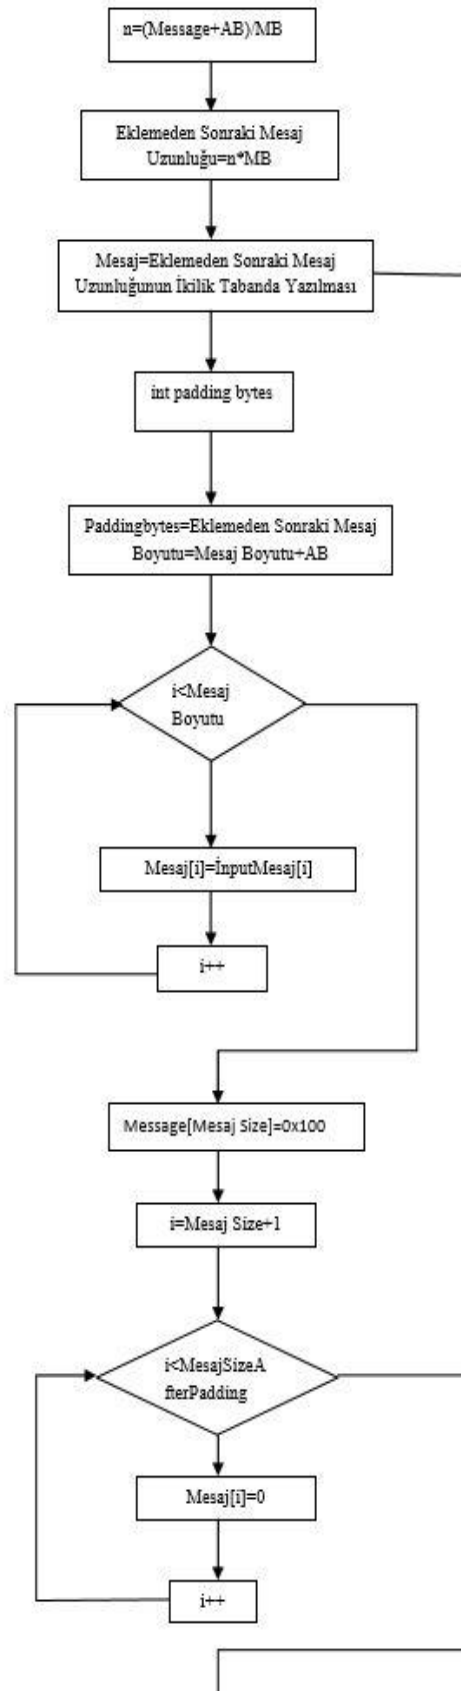 n=(Message+AB)/MB
Eklemeden Sonraki Mesaj
Uzunluğu=n*MB
Mesaj=Eklemeden Sonraki Mesaj
Uzunluğunun İkilik Tabanda Yazılması
int padding bytes
Paddingbytes=Eklemeden Sonraki Mesaj
Boyutu=Mesaj Boyutu+AB
i<Mesaj
Boyutu
Mesaj[i]=İnputMesaj[i]
i++
Message[Mesaj Size]=0x100
i=Mesaj Size+1
i<MesajSizeA
fterPadding
Mesaj[i]=0
i++